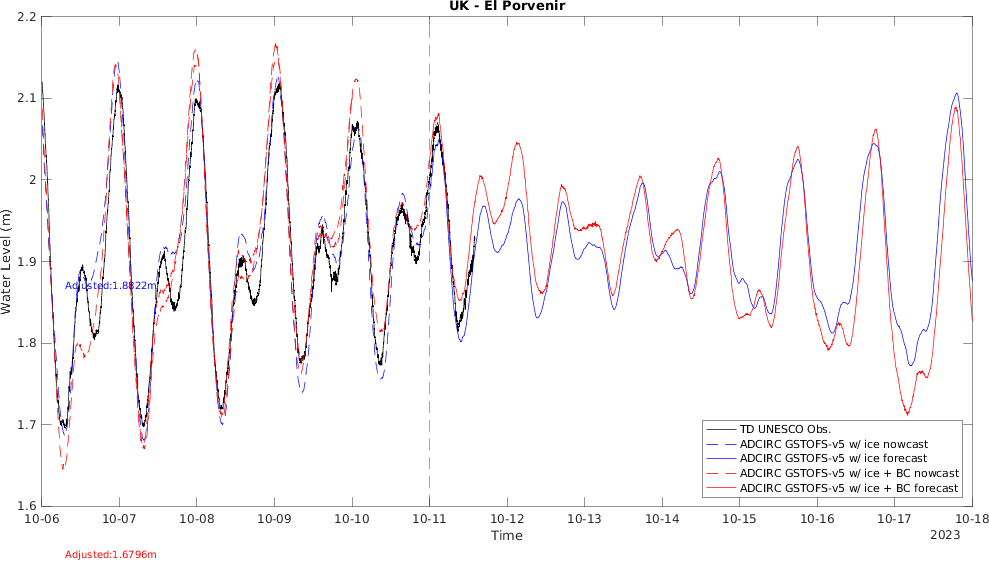 UK - El Porvenir
2.2
2.1
2
1.9
1.8
1.7
1.6
Water Level (m)
Adjusted:1.8822m
TD UNESCO Obs.
ADCIRC GSTOFS-v5 w/ ice nowcast
ADCIRC GSTOFS-v5 w/ ice forecast
ADCIRC GSTOFS-v5 w/ ice + BC nowcast
ADCIRC GSTOFS-v5 w/ ice + BC forecast
10-06 10-07 10-08 10-09 10-10 10-11 10-12 10-13 10-14 10-15 10-16 10-17 10-18
Time
2023
Adjusted:1.6796m